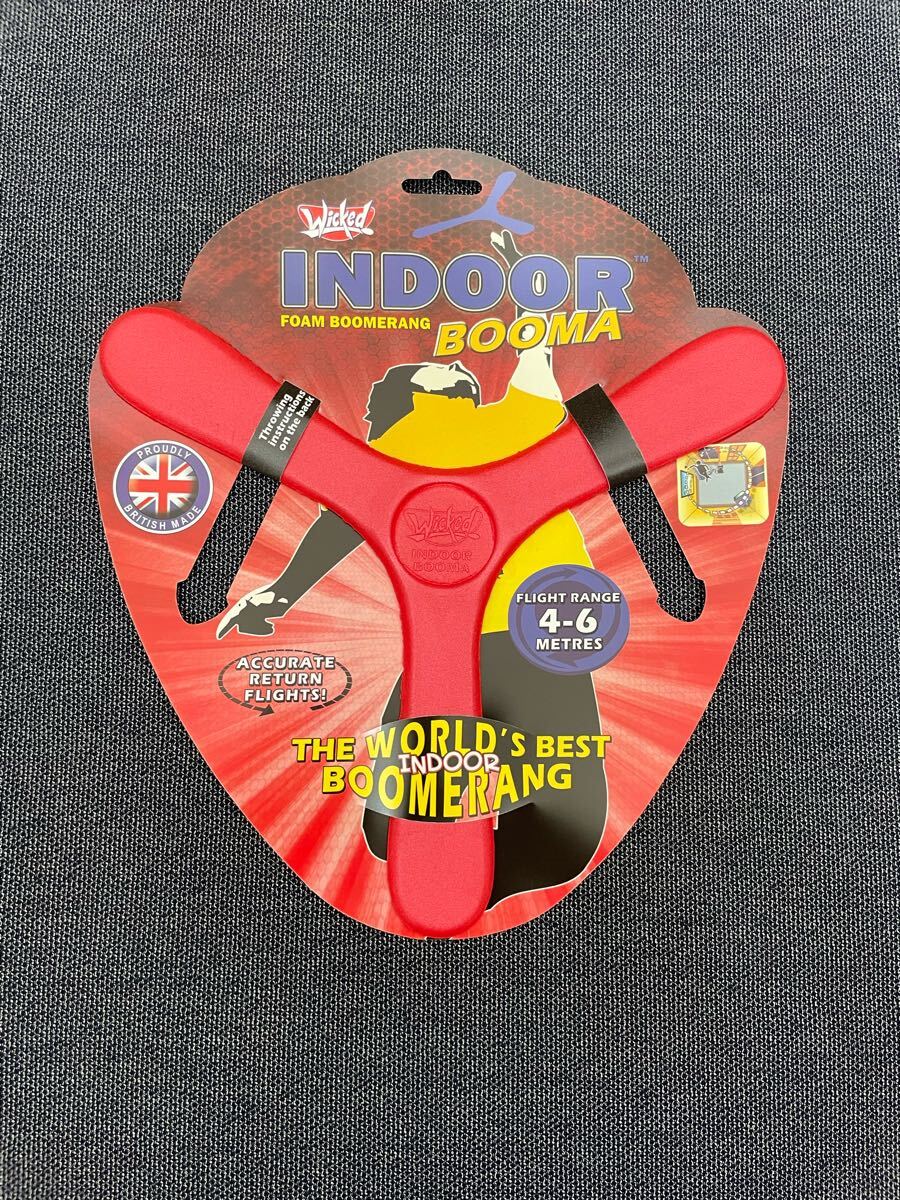 Wicked
INDOOR™
FOAM BOOMERANG
BOOMA
Throwing
instructions
on the back
PROUDLY
BRITISH MADE
Wicked
INDOOR
BOOMA
FLIGHT RANGE
4-6
METRES
ACCURATE
RETURN
FLIGHTS!
THE WORLD'S BEST
INDOOR
BOOMERANG